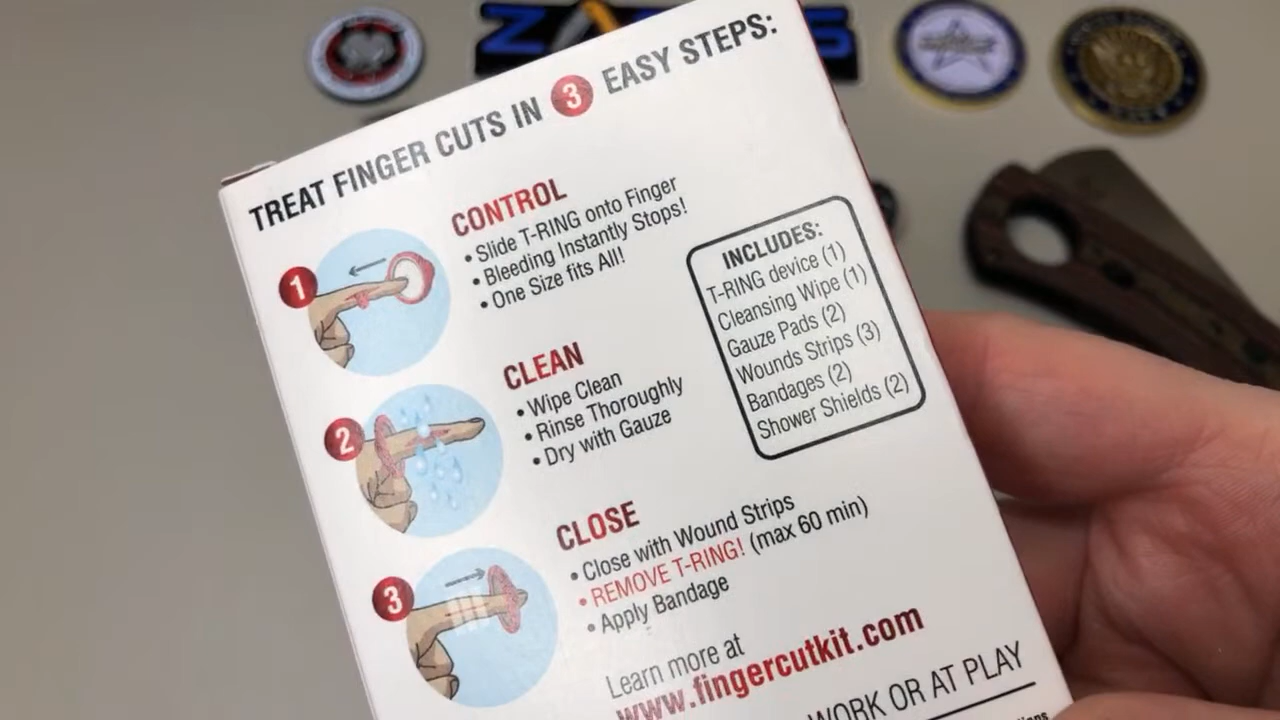 TREAT FINGER CUTS IN 3 EASY STEPS:
1
CONTROL
• Slide T-RING onto Finger
• Bleeding Instantly Stops!
• One Size fits All!
2
CLEAN
• Wipe Clean
• Rinse Thoroughly
• Dry with Gauze
3
CLOSE
• Close with Wound Strips
• REMOVE T-RING! (max 60 min)
• Apply Bandage
INCLUDES:
T-RING device (1)
Cleansing Wipe (1)
Gauze Pads (2)
Wounds Strips (3)
Bandages (2)
Shower Shields (2)
Learn more at
www.fingercutkit.com
WORK OR AT PLAY